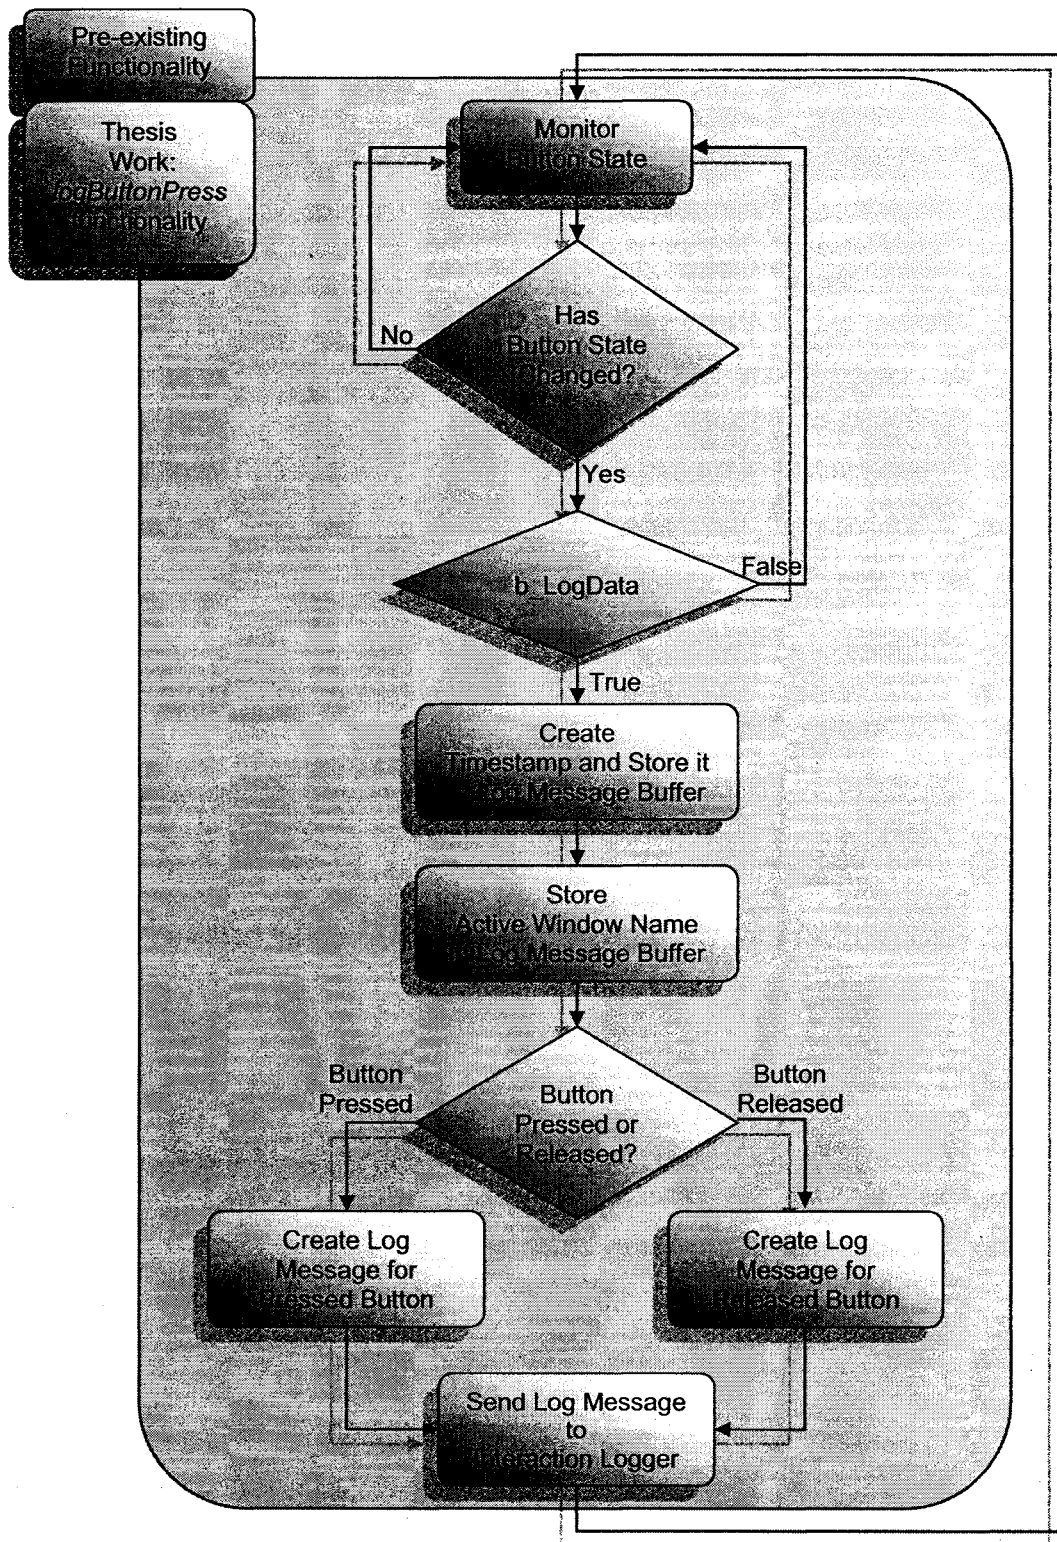 Pre-existing
Functionality
Thesis
Work:
logButtonPress
functionality
Monitor
Button State
Has
Button State
Changed?
No
Yes
b_LogData
False
True
Create
Timestamp and Store it
Log Message Buffer
Store
Active Window Name
Log Message Buffer
Button
Pressed
Button
Pressed or
Released?
Button
Released
Create Log
Message for
Pressed Button
Create Log
Message for
Released Button
Send Log Message
to
Interaction Logger